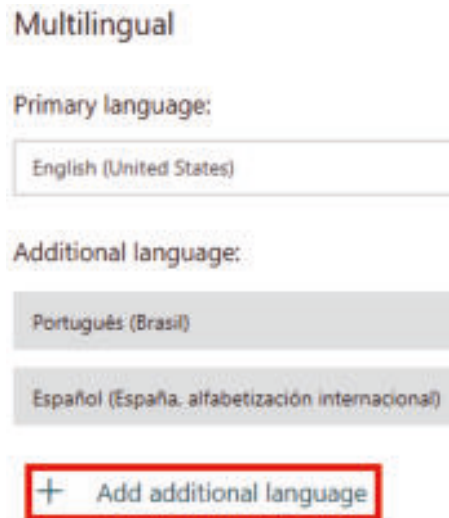 Multilingual
Primary language:
English (United States)
Additional language:
Português (Brasil)
Español (España, alfabetización internacional)
+ Add additional language